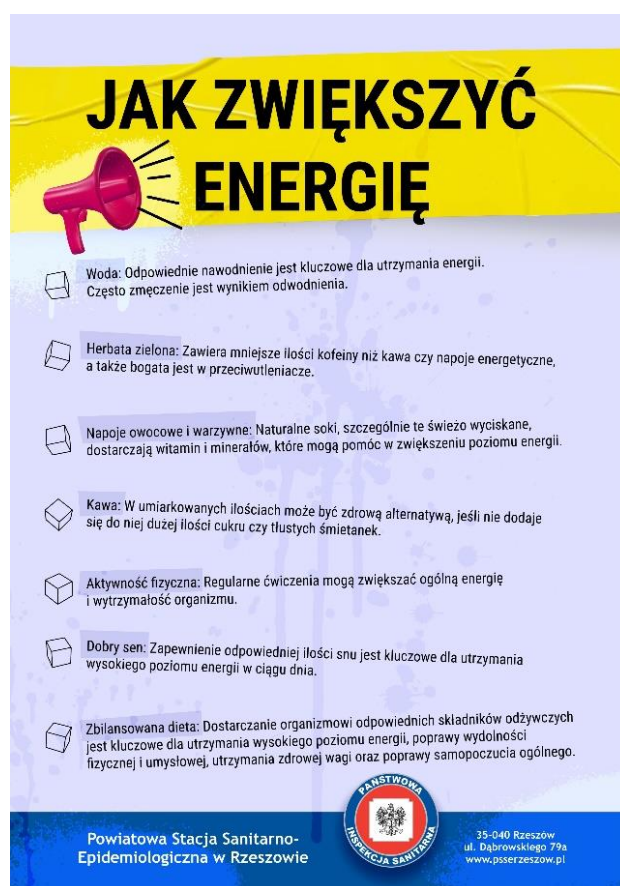 JAK ZWIĘKSZYĆ
ENERGIĘ
Woda: Odpowiednie nawodnienie jest kluczowe dla utrzymania energii.
Często zmęczenie jest wynikiem odwodnienia.
Herbata zielona: Zawiera mniejsze ilości kofeiny niż kawa czy napoje energetyczne,
a także bogata jest w przeciwutleniacze.
Napoje owocowe i warzywne: Naturalne soki, szczególnie te świeżo wyciskane,
dostarczają witamin i minerałów, które mogą pomóc w zwiększeniu poziomu energii.
Kawa: W umiarkowanych ilościach może być zdrową alternatywą, jeśli nie dodaje
się do niej dużej ilości cukru czy tłustych śmietanek.
Aktywność fizyczna: Regularne ćwiczenia mogą zwiększać ogólną energię
i wytrzymałość organizmu.
Dobry sen: Zapewnienie odpowiedniej ilości snu jest kluczowe dla utrzymania
wysokiego poziomu energii w ciągu dnia.
Zbilansowana dieta: Dostarczanie organizmowi odpowiednich składników odżywczych
jest kluczowe dla utrzymania wysokiego poziomu energii, poprawy wydolności
fizycznej i umysłowej, utrzymania zdrowej wagi oraz poprawy samopoczucia ogólnego.
PAŃSTWOWA
INSPEKCJA SANITARNA
Powiatowa Stacja Sanitarno-
Epidemiologiczna w Rzeszowie
35-040 Rzeszów
ul. Dąbrowskiego 79a
www.psserzeszow.pl